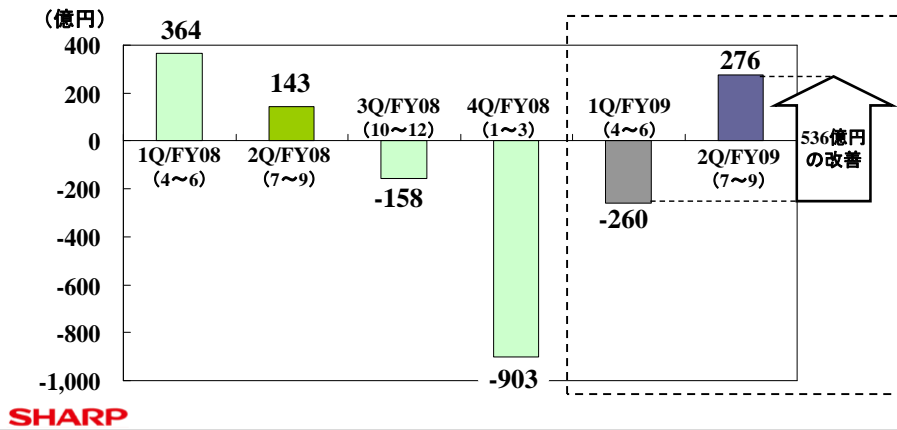 （億円）
400
200
0
-200
-400
-600
-800
-1,000
364
1Q/FY08
（4～6）
143
2Q/FY08
（7～9）
3Q/FY08
（10～12）
-158
4Q/FY08
（1～3）
-903
1Q/FY09
（4～6）
-260
276
2Q/FY09
（7～9）
536億円
の改善
SHARP